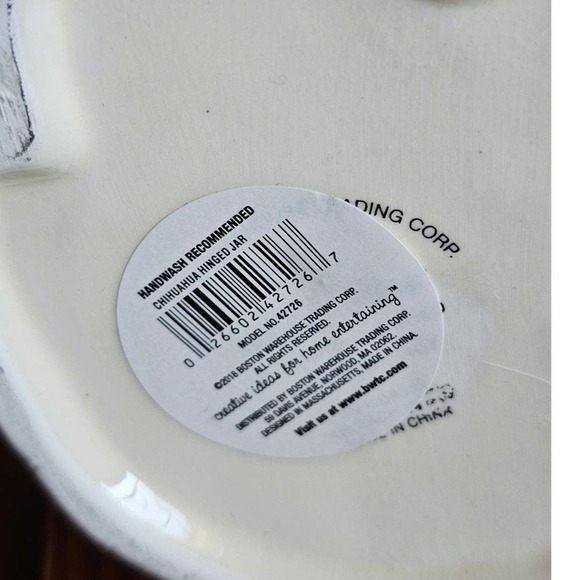 HANDWASH RECOMMENDED
CHIHUAHUA HINGED JAR
0 26602 42726 7
MODEL NO. 42726
©2018 BOSTON WAREHOUSE TRADING CORP.
ALL RIGHTS RESERVED.
creative ideas for home entertaining™
DISTRIBUTED BY BOSTON WAREHOUSE TRADING CORP.
59 DAVIS AVENUE, NORWOOD, MA 02062
DESIGNED IN MASSACHUSETTS, MADE IN CHINA.
Visit us at www.bwtc.com
ADING CORP.
IN CHINA